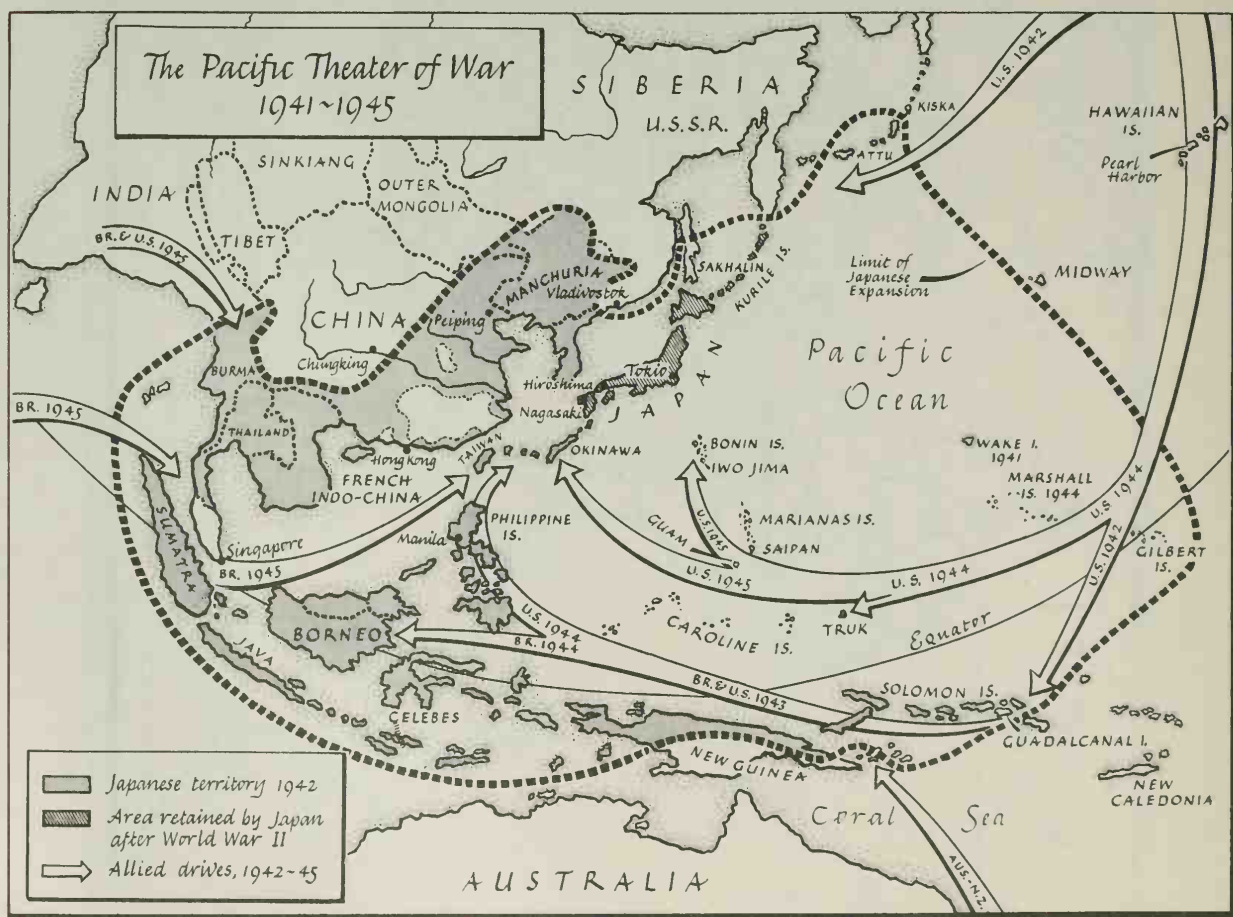 The Pacific Theater of War
1941~1945
SIBERIA
U.S.S.R.
U.S. 1942
KISKA
ATTU
HAWAIIAN
IS.
Pearl
Harbor
SINKIANG
OUTER
MONGOLIA
INDIA
TIBET
BR. & U.S. 1945
MANCHURIA
Vladivostok
SAKHALIN
KURILE IS.
Limit of
Japanese
Expansion
MIDWAY
CHINA
Peiping
Chungking
BURMA
Hiroshima
Tokio
Nagasaki
JAPAN
Pacific
Ocean
BR. 1945
THAILAND
Hong Kong
TAIWAN
OKINAWA
FRENCH
INDO-CHINA
BONIN IS.
IWO JIMA
WAKE I.
1941
MARSHALL
IS. 1944
U.S. 1944
SUMATRA
Singapore
BR. 1945
Manila
PHILIPPINE
IS.
GUAM
U.S. 1945
MARIANAS IS.
SAIPAN
U.S. 1945
U.S. 1944
U.S. 1942
GILBERT
IS.
BORNEO
U.S. 1944
BR. 1944
CAROLINE IS.
TRUK
Equator
JAVA
CELEBES
BR. & U.S. 1943
SOLOMON IS.
GUADALCANAL I.
NEW GUINEA
NEW
CALEDONIA
Coral Sea
AUSTRALIA
AUS.-N.Z.
Japanese territory 1942
Area retained by Japan
after World War II
Allied drives, 1942~45